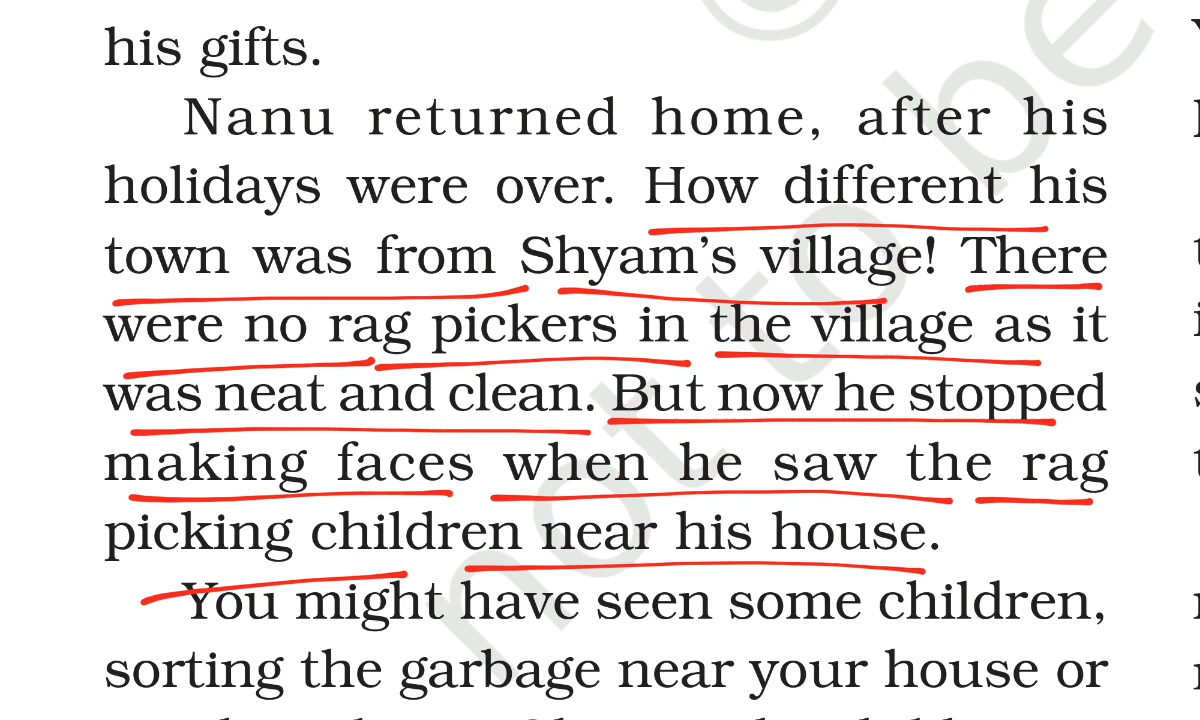 his gifts.
Nanu returned home, after his
holidays were over. How different his
town was from Shyam's village! There
were no rag pickers in the village as it
was neat and clean. But now he stopped
making faces when he saw the rag
picking children near his house.
You might have seen some children,
sorting the garbage near your house or
not to be